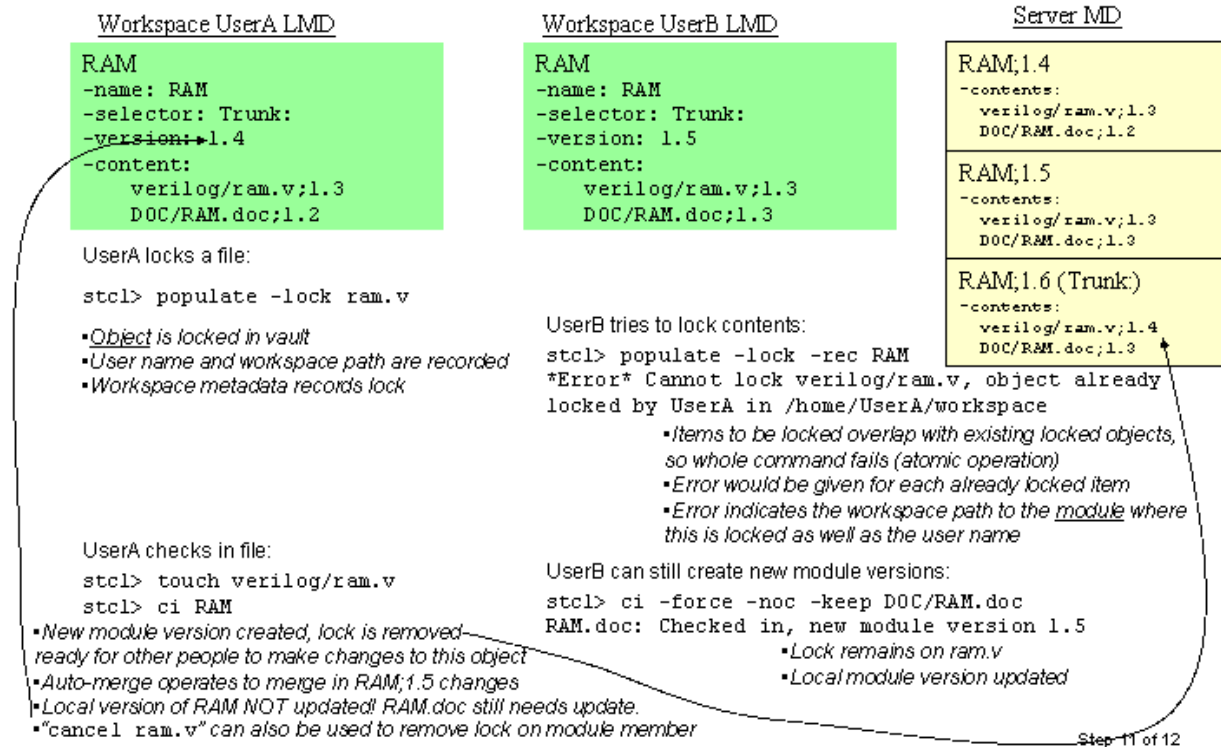 Workspace UserA LMD
RAM
-name: RAM
-selector: Trunk:
-version: 1.4
-content:
verilog/ram.v;1.3
DOC/RAM.doc;1.2
UserA locks a file:
stcl> populate -lock ram.v
▪Object is locked in vault
▪User name and workspace path are recorded
▪Workspace metadata records lock
UserA checks in file:
stcl> touch verilog/ram.v
stcl> ci RAM
▪New module version created, lock is removed
ready for other people to make changes to this object
▪Auto-merge operates to merge in RAM;1.5 changes
▪Local version of RAM NOT updated! RAM.doc still needs update.
▪"cancel ram.v" can also be used to remove lock on module member
Workspace UserB LMD
RAM
-name: RAM
-selector: Trunk:
-version: 1.5
-content:
verilog/ram.v;1.3
DOC/RAM.doc;1.3
UserB tries to lock contents:
stcl> populate -lock -rec RAM
*Error* Cannot lock verilog/ram.v, object already
locked by UserA in /home/UserA/workspace
▪Items to be locked overlap with existing locked objects,
so whole command fails (atomic operation)
▪Error would be given for each already locked item
▪Error indicates the workspace path to the module where
this is locked as well as the user name
UserB can still create new module versions:
stcl> ci -force -noc -keep DOC/RAM.doc
RAM.doc: Checked in, new module version 1.5
▪Lock remains on ram.v
▪Local module version updated
Server MD
RAM;1.4
-contents:
verilog/ram.v;1.3
DOC/RAM.doc;1.2
RAM;1.5
-contents:
verilog/ram.v;1.3
DOC/RAM.doc;1.3
RAM;1.6 (Trunk:)
-contents:
verilog/ram.v;1.4
DOC/RAM.doc;1.3
Step 11 of 12